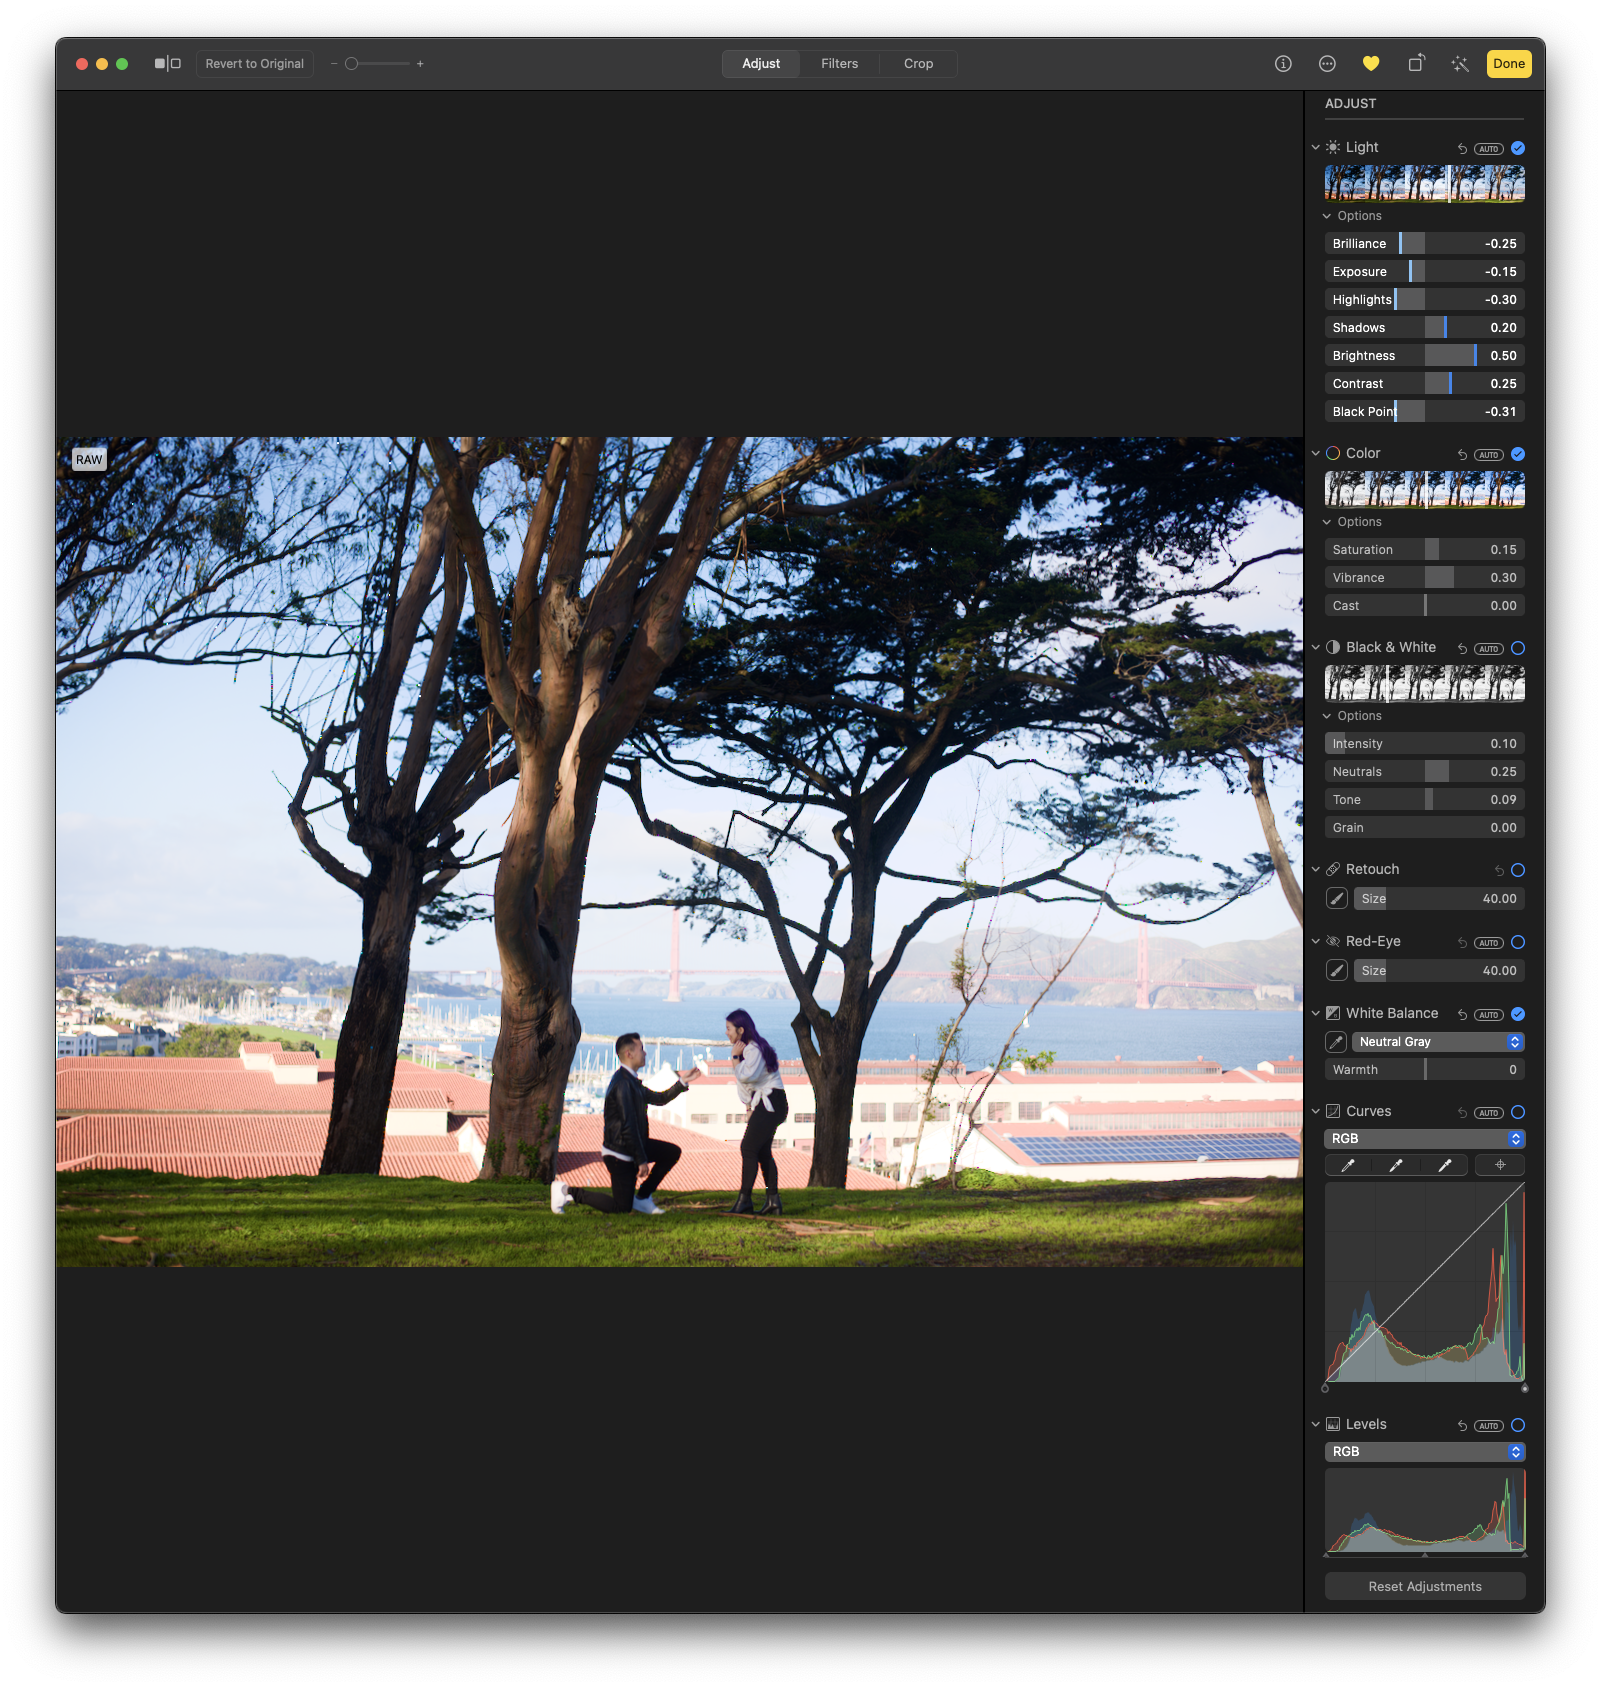 Revert to Original
Adjust Filters Crop
Done
ADJUST
RAW
Light AUTO
Options
Brilliance -0.25
Exposure -0.15
Highlights -0.30
Shadows 0.20
Brightness 0.50
Contrast 0.25
Black Point -0.31
Color AUTO
Options
Saturation 0.15
Vibrance 0.30
Cast 0.00
Black & White AUTO
Options
Intensity 0.10
Neutrals 0.25
Tone 0.09
Grain 0.00
Retouch
Size 40.00
Red-Eye AUTO
Size 40.00
White Balance AUTO
Neutral Gray
Warmth 0
Curves AUTO
RGB
Levels AUTO
RGB
Reset Adjustments